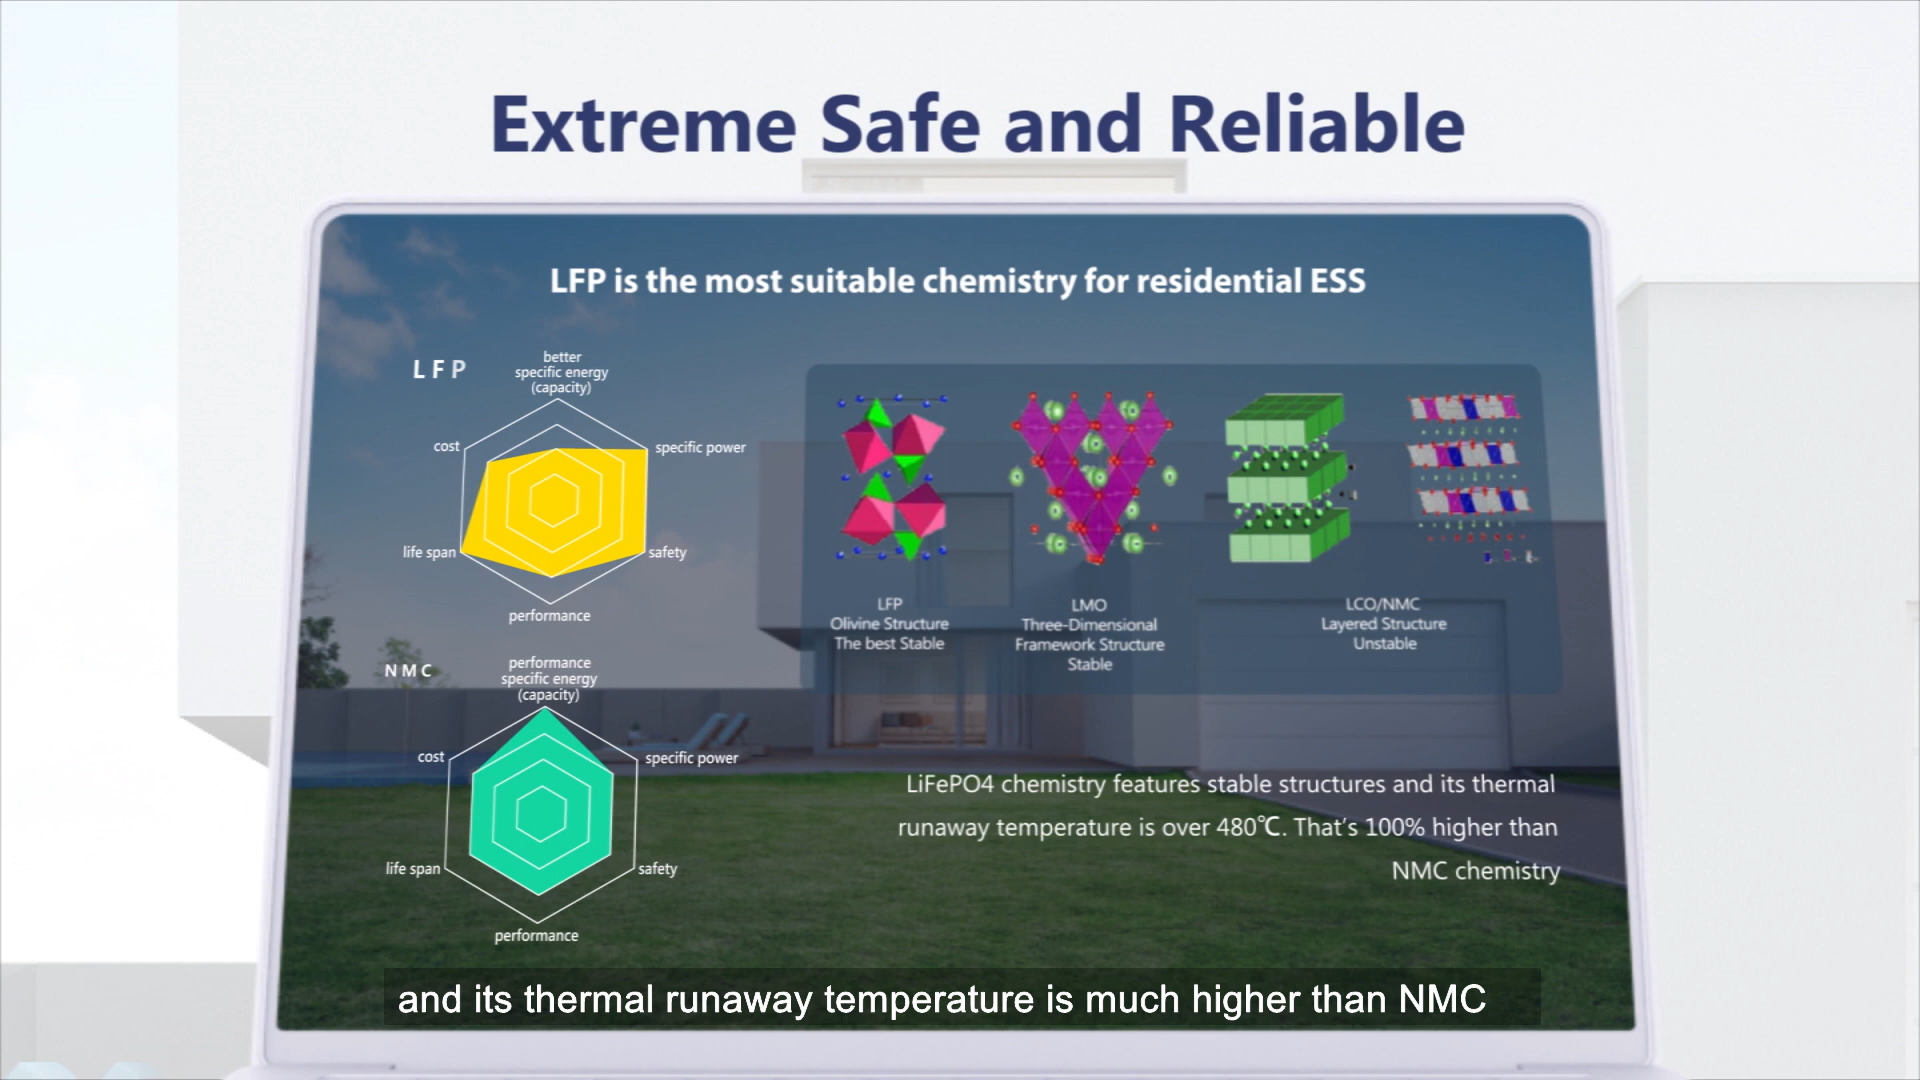 Extreme Safe and Reliable
LFP is the most suitable chemistry for residential ESS
LFP
better
specific energy
(capacity)
cost
specific power
life span
safety
performance
NMC
performance
specific energy
(capacity)
cost
specific power
life span
safety
performance
LFP
Olivine Structure
The best Stable
LMO
Three-Dimensional
Framework Structure
Stable
LCO/NMC
Layered Structure
Unstable
LiFePO4 chemistry features stable structures and its thermal
runaway temperature is over 480℃. That's 100% higher than
NMC chemistry
and its thermal runaway temperature is much higher than NMC